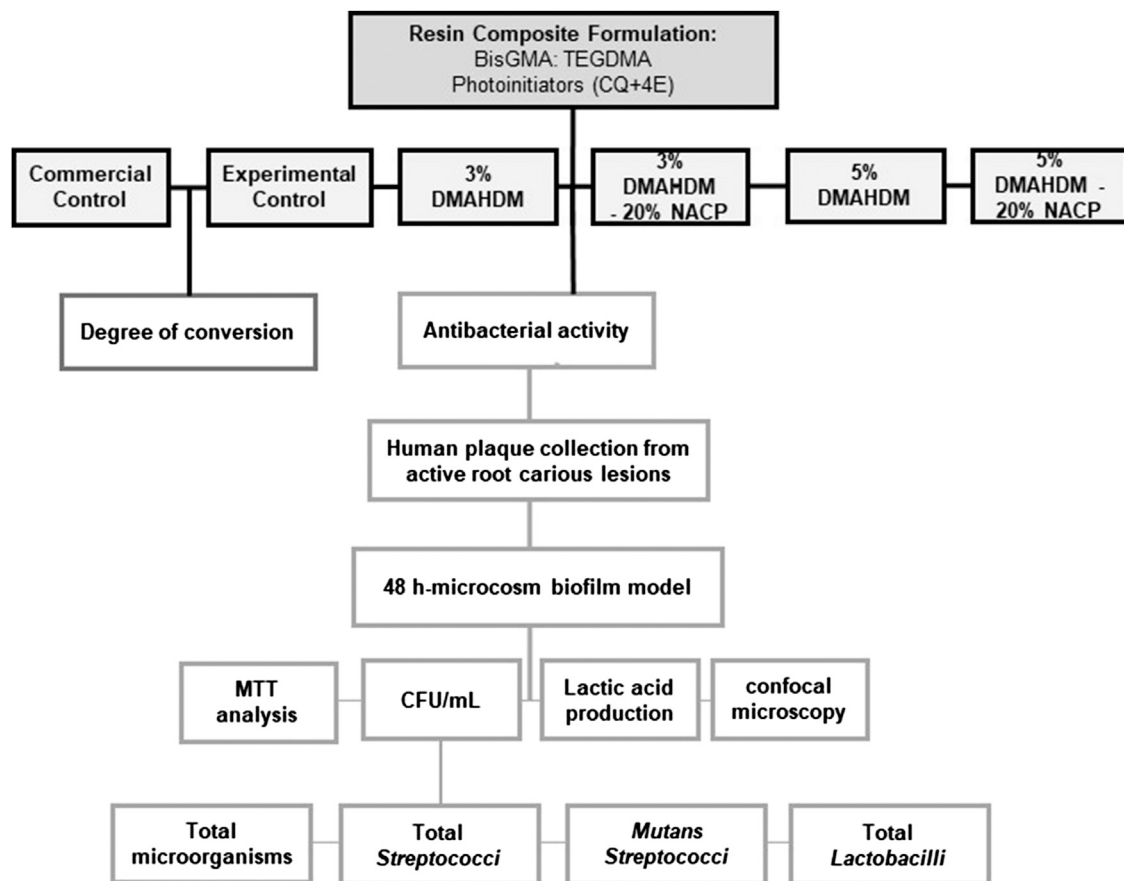 Resin Composite Formulation:
BisGMA: TEGDMA
Photoinitiators (CQ+4E)
Commercial
Control
Experimental
Control
3%
DMAHDM
3%
DMAHDM
- 20% NACP
5%
DMAHDM
5%
DMAHDM -
20% NACP
Degree of conversion
Antibacterial activity
Human plaque collection from
active root carious lesions
48 h-microcosm biofilm model
MTT
analysis
CFU/mL
Lactic acid
production
confocal
microscopy
Total
microorganisms
Total
Streptococci
Mutans
Streptococci
Total
Lactobacilli